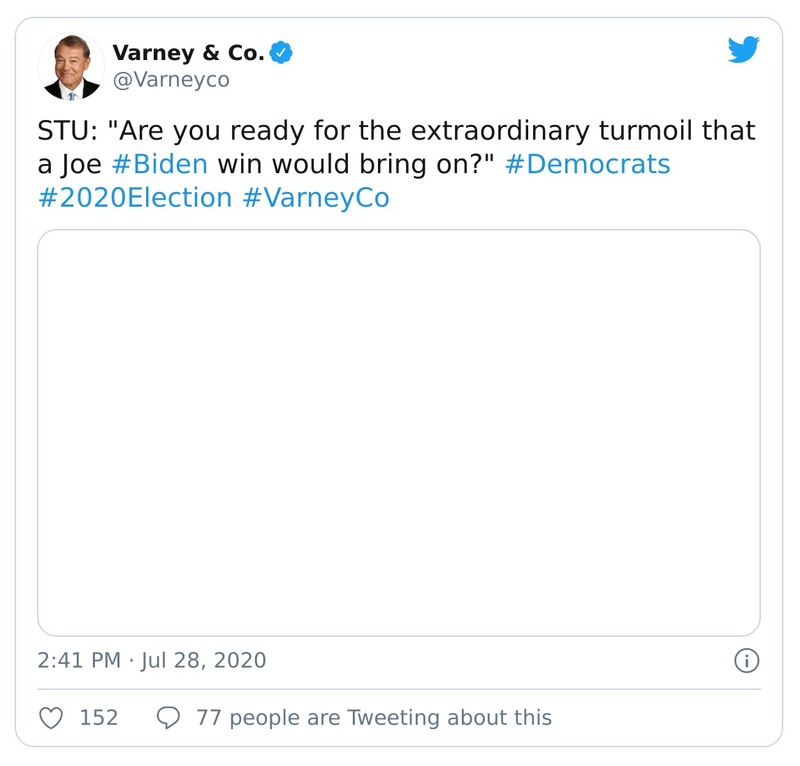 Varney & Co.
@Varneyco
STU: "Are you ready for the extraordinary turmoil that
a Joe #Biden win would bring on?" #Democrats
#2020Election #VarneyCo
2:41 PM · Jul 28, 2020
152
77 people are Tweeting about this